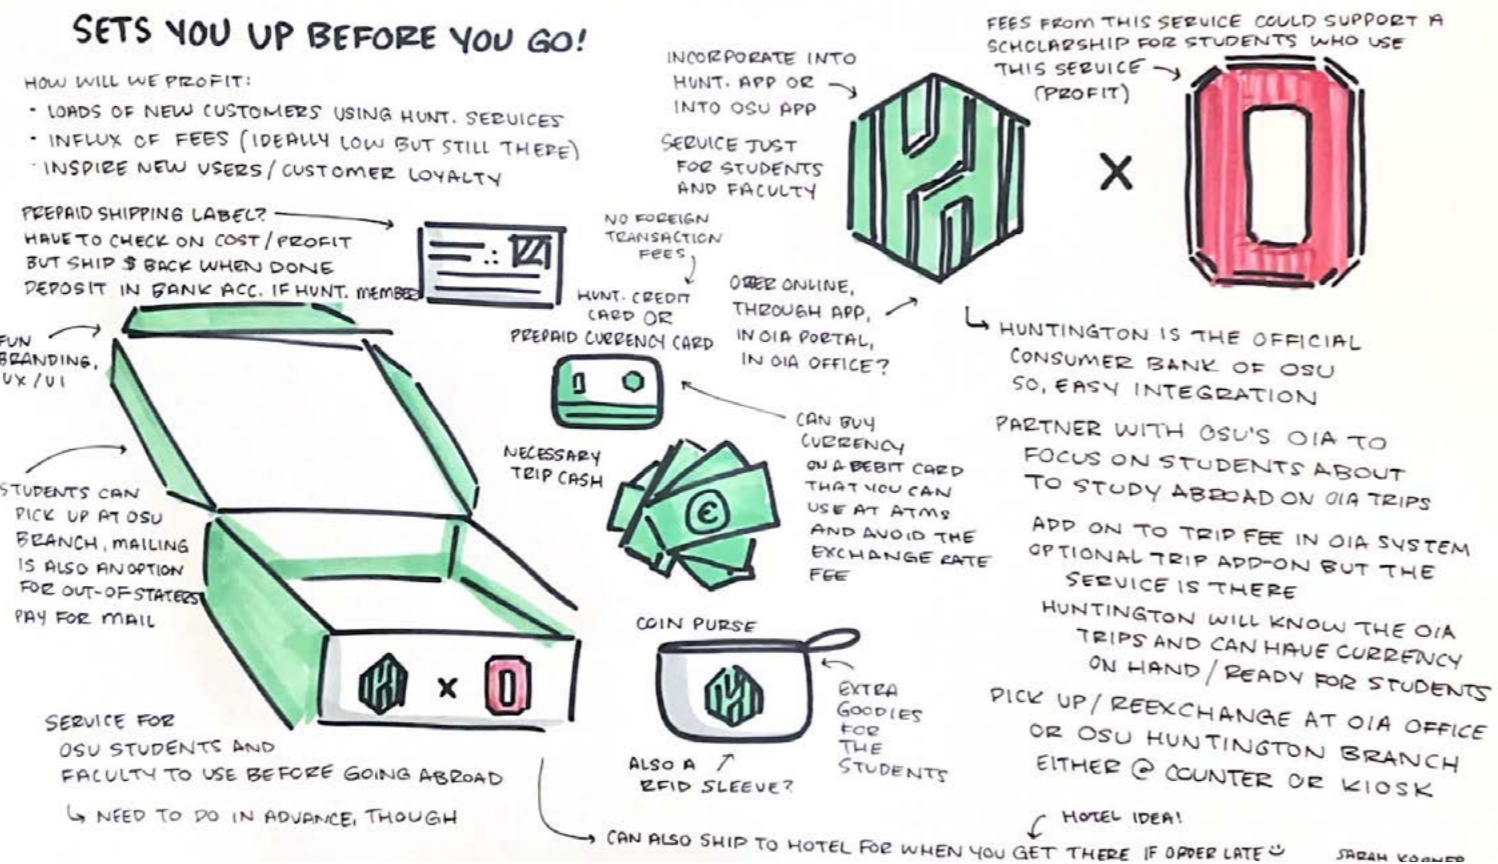 SETS YOU UP BEFORE YOU GO!
HOW WILL WE PROFIT:
• LOADS OF NEW CUSTOMERS USING HUNT. SERVICES
• INFLUX OF FEES (IDEALLY LOW BUT STILL THERE)
• INSPIRE NEW USERS/CUSTOMER LOYALTY
PREPAID SHIPPING LABEL?
HAVE TO CHECK ON COST/PROFIT
BUT SHIP $ BACK WHEN DONE
DEPOSIT IN BANK ACC. IF HUNT. MEMBER
FUN
BRANDING,
UX/UI
STUDENTS CAN
PICK UP AT OSU
BRANCH, MAILING
IS ALSO AN OPTION
FOR OUT-OF-STATERS
PAY FOR MAIL
X
SERVICE FOR
OSU STUDENTS AND
FACULTY TO USE BEFORE GOING ABROAD
↳ NEED TO DO IN ADVANCE, THOUGH
INCORPORATE INTO
HUNT. APP OR
INTO OSU APP
SERVICE JUST
FOR STUDENTS
AND FACULTY
NO FOREIGN
TRANSACTION
FEES
HUNT. CREDIT
CARD OR
PREPAID CURRENCY CARD
ORDER ONLINE,
THROUGH APP,
IN OIA PORTAL,
IN OIA OFFICE?
NECESSARY
TRIP CASH
€
CAN BUY
CURRENCY
ON A DEBIT CARD
THAT YOU CAN
USE AT ATMS
AND AVOID THE
EXCHANGE RATE
FEE
COIN PURSE
EXTRA
GOODIES
FOR
THE
STUDENTS
ALSO A
RFID SLEEVE?
FEES FROM THIS SERVICE COULD SUPPORT A
SCHOLARSHIP FOR STUDENTS WHO USE
THIS SERVICE
(PROFIT)
X
O
↳ HUNTINGTON IS THE OFFICIAL
CONSUMER BANK OF OSU
SO, EASY INTEGRATION
PARTNER WITH OSU'S OIA TO
FOCUS ON STUDENTS ABOUT
TO STUDY ABROAD ON OIA TRIPS
ADD ON TO TRIP FEE IN OIA SYSTEM
OPTIONAL TRIP ADD-ON BUT THE
SERVICE IS THERE
HUNTINGTON WILL KNOW THE OIA
TRIPS AND CAN HAVE CURRENCY
ON HAND/READY FOR STUDENTS
PICK UP/REEXCHANGE AT OIA OFFICE
OR OSU HUNTINGTON BRANCH
EITHER @ COUNTER OR KIOSK
HOTEL IDEA!
CAN ALSO SHIP TO HOTEL FOR WHEN YOU GET THERE IF ORDER LATE
SARAH